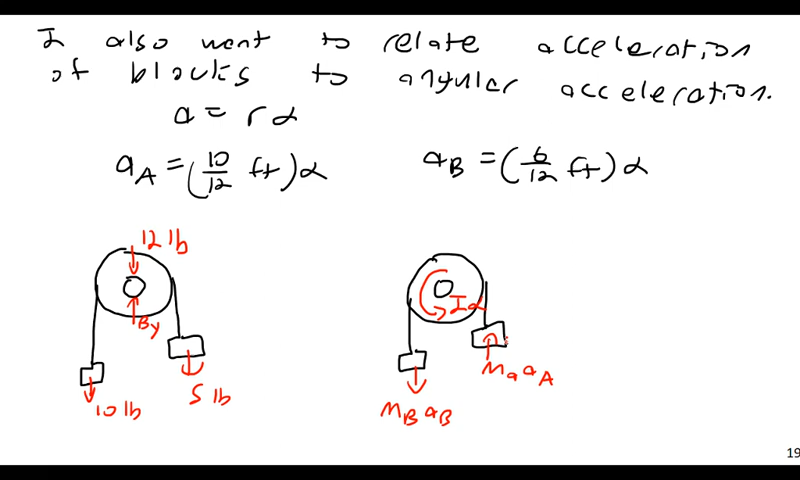 I also want to relate acceleration
of blocks to angular acceleration.
a = rα
a_A = (10/12 ft)α
a_B = (6/12 ft)α
12 lb
By
10 lb
5 lb
Iα
m_B a_B
m_a a_A
19